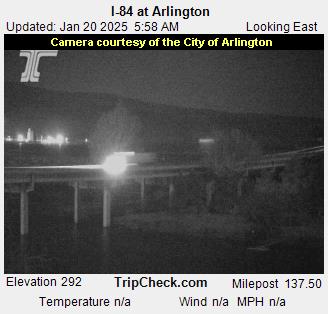 I-84 at Arlington
Updated: Jan 20 2025 5:58 AM Looking East
Camera courtesy of the City of Arlington
Elevation 292 TripCheck.com Milepost 137.50
Temperature n/a Wind n/a MPH n/a